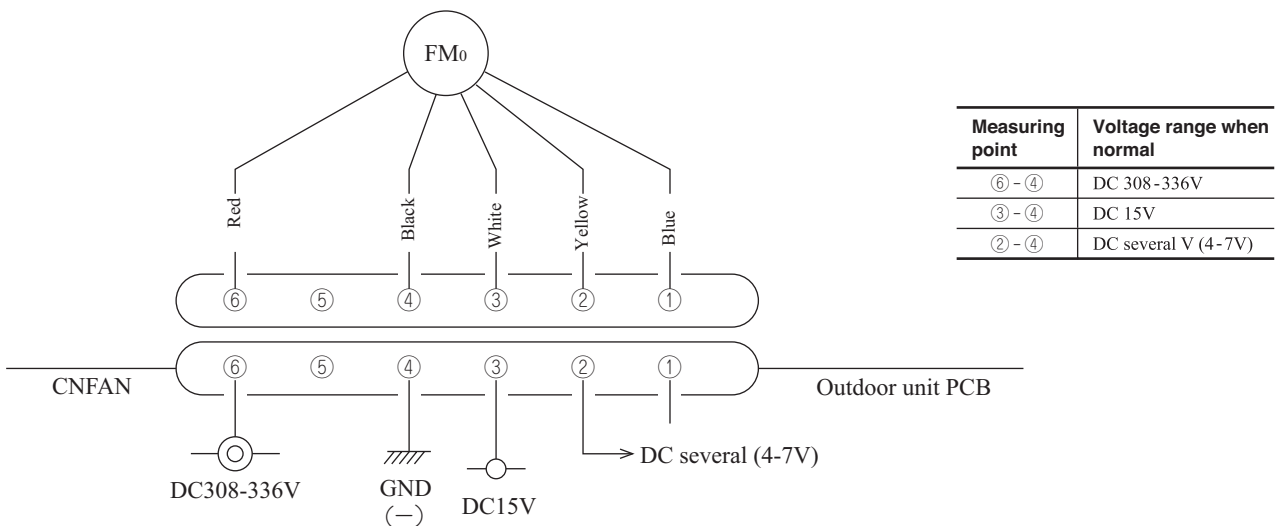 FM0
Red
Black
White
Yellow
Blue
⑥ ⑤ ④ ③ ② ①
⑥ ⑤ ④ ③ ② ①
CNFAN
Outdoor unit PCB
DC308-336V
GND
(−)
DC15V
DC several (4-7V)
Measuring point
Voltage range when normal
⑥-④ DC 308-336V
③-④ DC 15V
②-④ DC several V (4-7V)